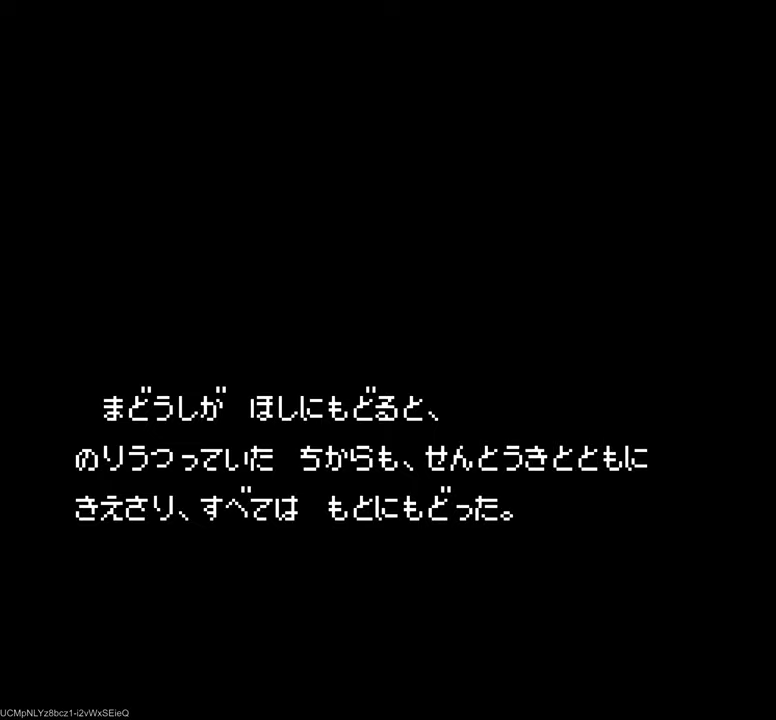 まどうしが　ほしにもどると、
のりうつっていた　ちからも、せんとうきとともに
きえさり、すべては　もとにもどった。
UCMpNLYz8bcz1-i2vWxSEieQ